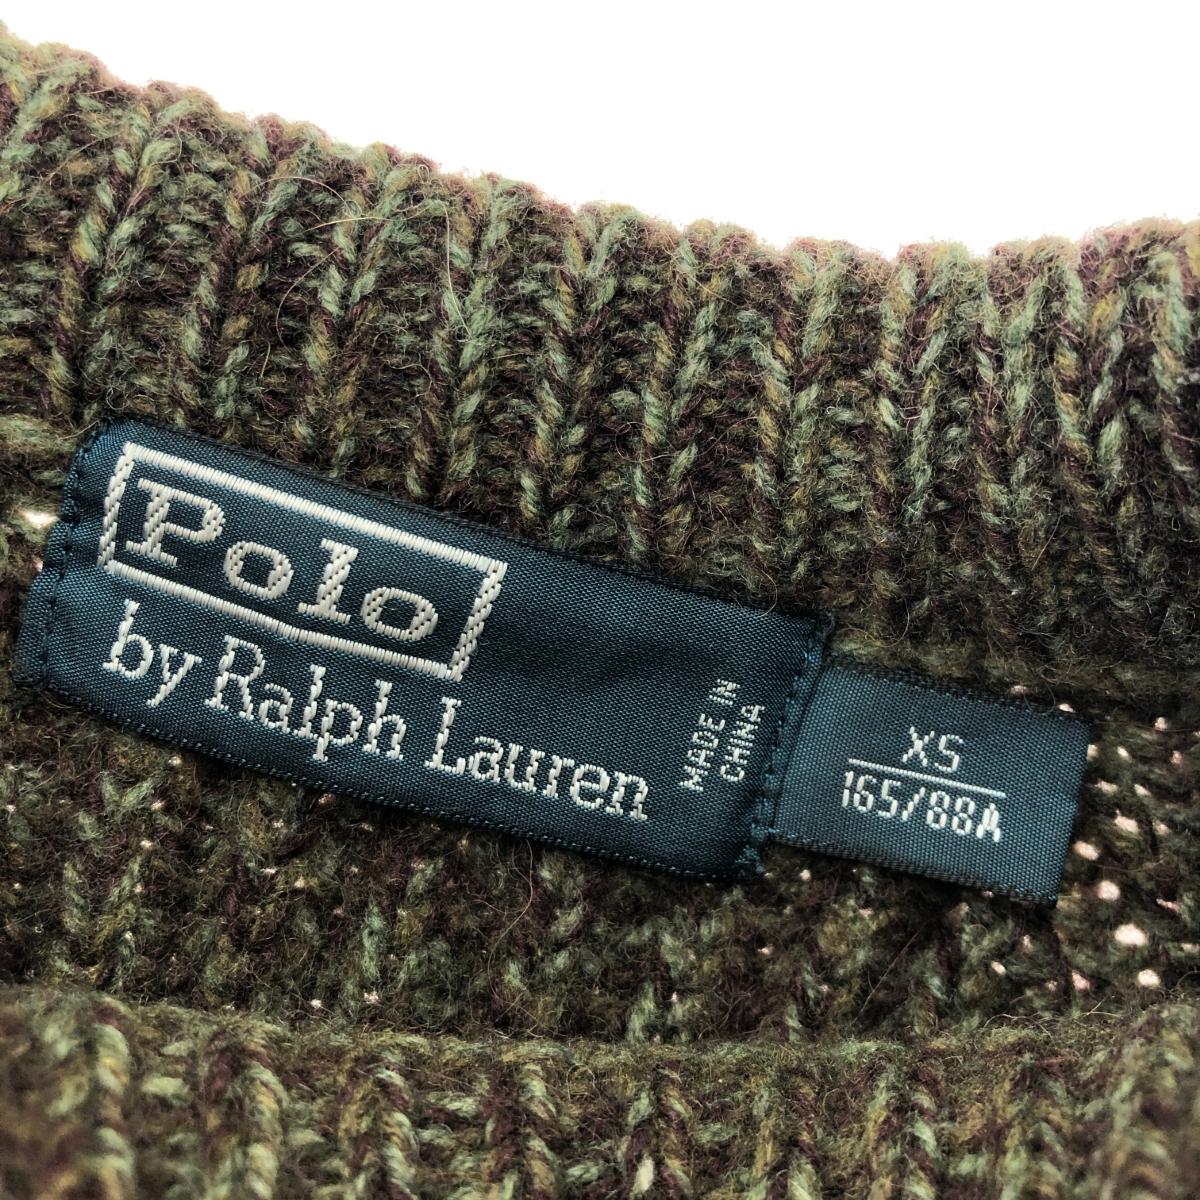 Polo
by Ralph Lauren
MADE IN
CHINA
XS
165/88A